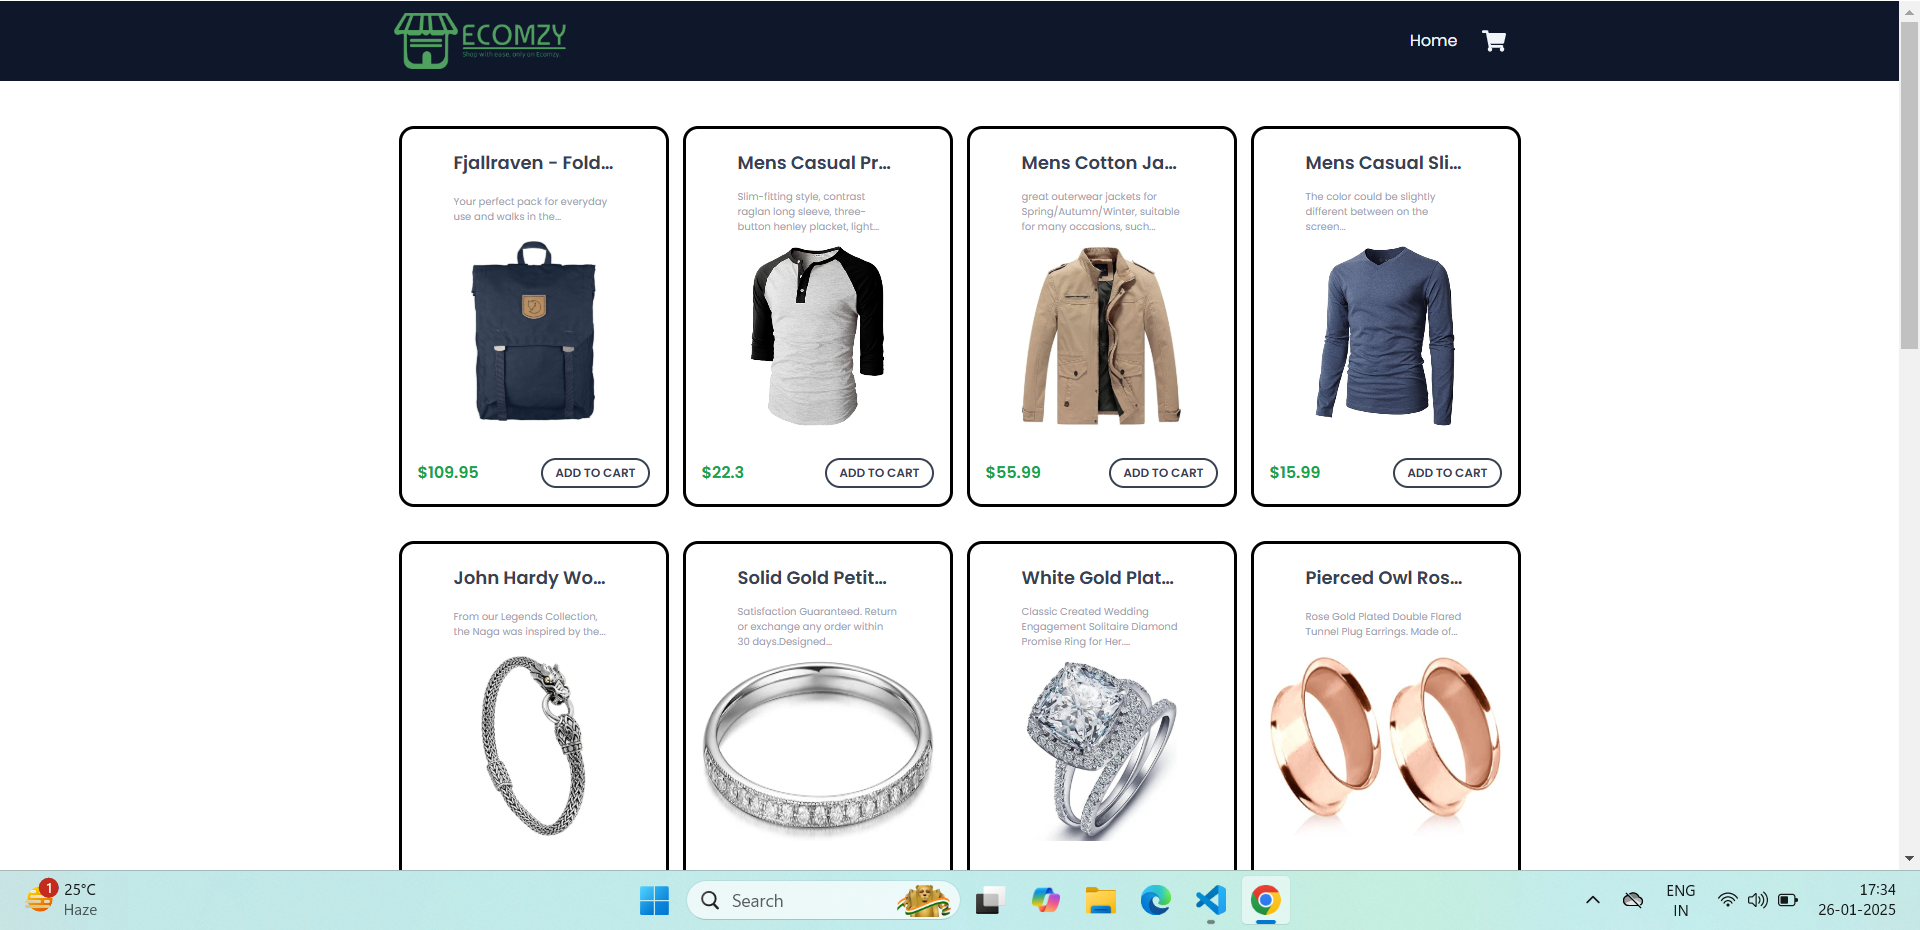 ECOMZY
Shop with ease, only on Ecomzy.
Home
Fjallraven - Fold...
Your perfect pack for everyday
use and walks in the...
$109.95
ADD TO CART
Mens Casual Pr...
Slim-fitting style, contrast
raglan long sleeve, three-
button henley placket, light...
$22.3
ADD TO CART
Mens Cotton Ja...
great outerwear jackets for
Spring/Autumn/Winter, suitable
for many occasions, such...
$55.99
ADD TO CART
Mens Casual Sli...
The color could be slightly
different between on the
screen...
$15.99
ADD TO CART
John Hardy Wo...
From our Legends Collection,
the Naga was inspired by the...
Solid Gold Petit...
Satisfaction Guaranteed. Return
or exchange any order within
30 days.Designed...
White Gold Plat...
Classic Created Wedding
Engagement Solitaire Diamond
Promise Ring for Her....
Pierced Owl Ros...
Rose Gold Plated Double Flared
Tunnel Plug Earrings. Made of...
1
25°C
Haze
Search
ENG
IN
17:34
26-01-2025